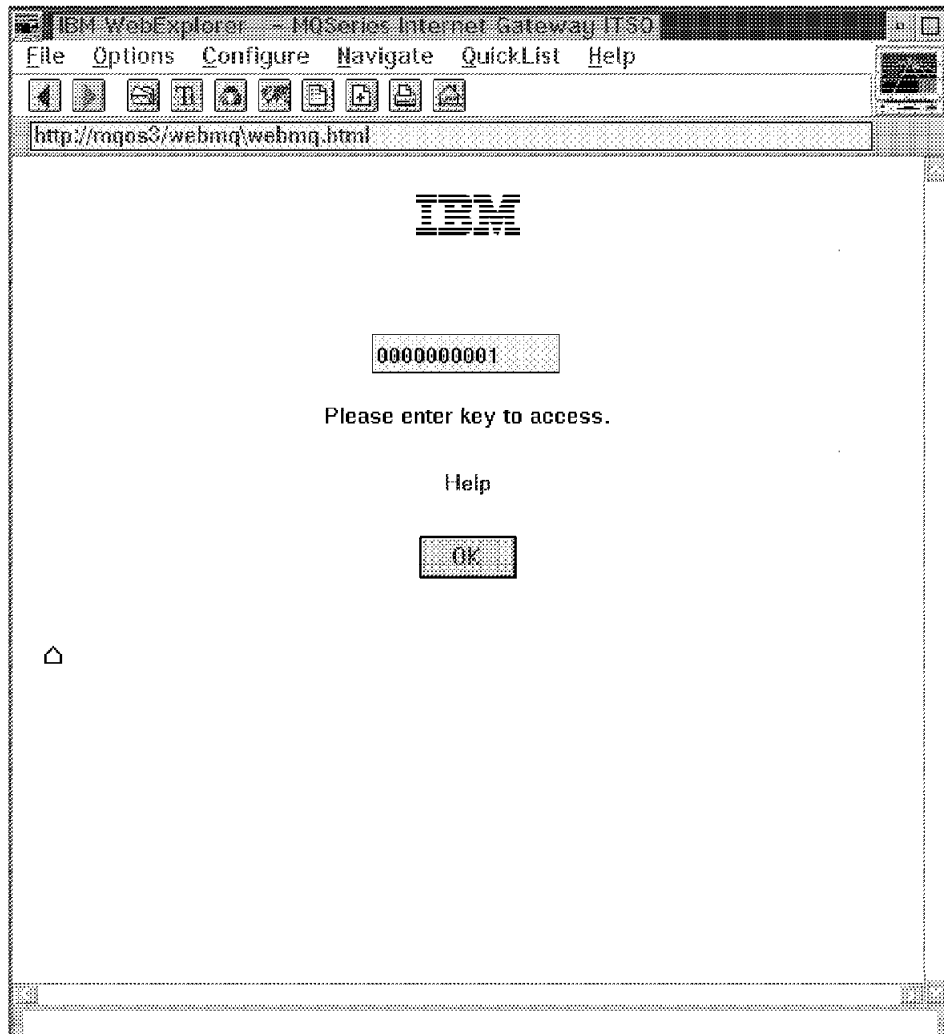 IBM WebExplorer - MQSeries Internet Gateway ITSO
File Options Configure Navigate QuickList Help
http://mqos3/webmq\webmq.html
IBM
0000000001
Please enter key to access.
Help
OK